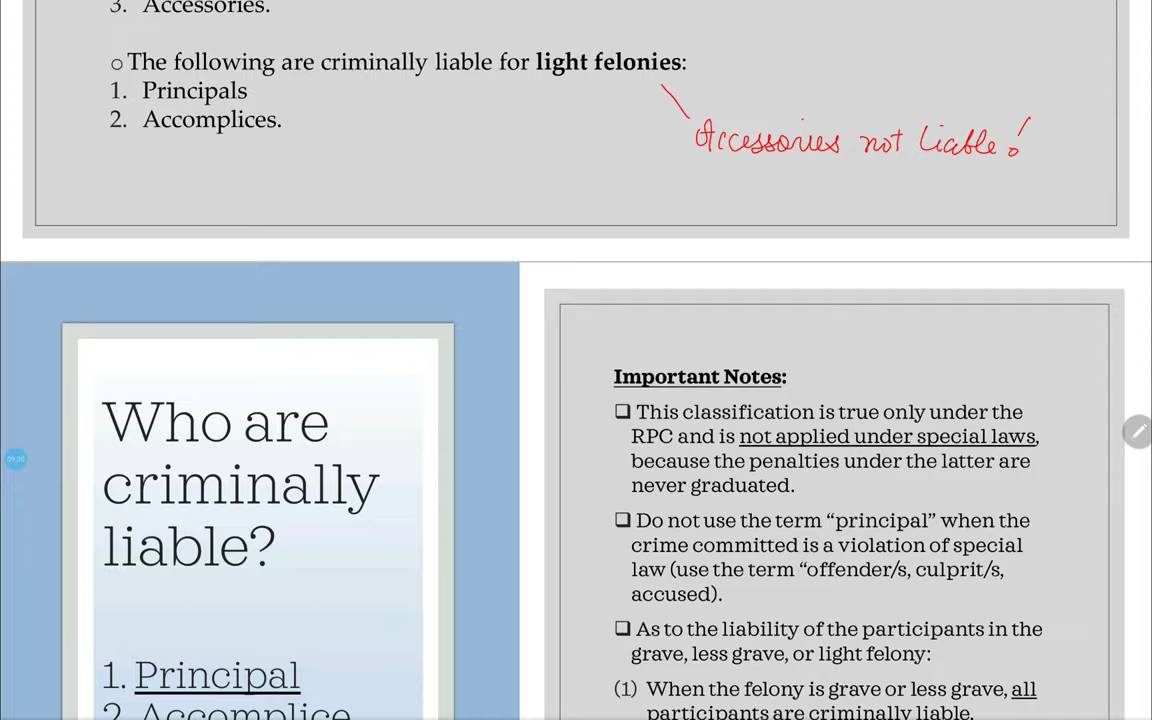 3. Accessories.
○ The following are criminally liable for light felonies:
1. Principals
2. Accomplices.
Accessories not liable!
Who are
criminally
liable?
1. Principal
2. Accomplice
Important Notes:
❑ This classification is true only under the
RPC and is not applied under special laws,
because the penalties under the latter are
never graduated.
❑ Do not use the term “principal” when the
crime committed is a violation of special
law (use the term “offender/s, culprit/s,
accused).
❑ As to the liability of the participants in the
grave, less grave, or light felony:
(1) When the felony is grave or less grave, all
participants are criminally liable.